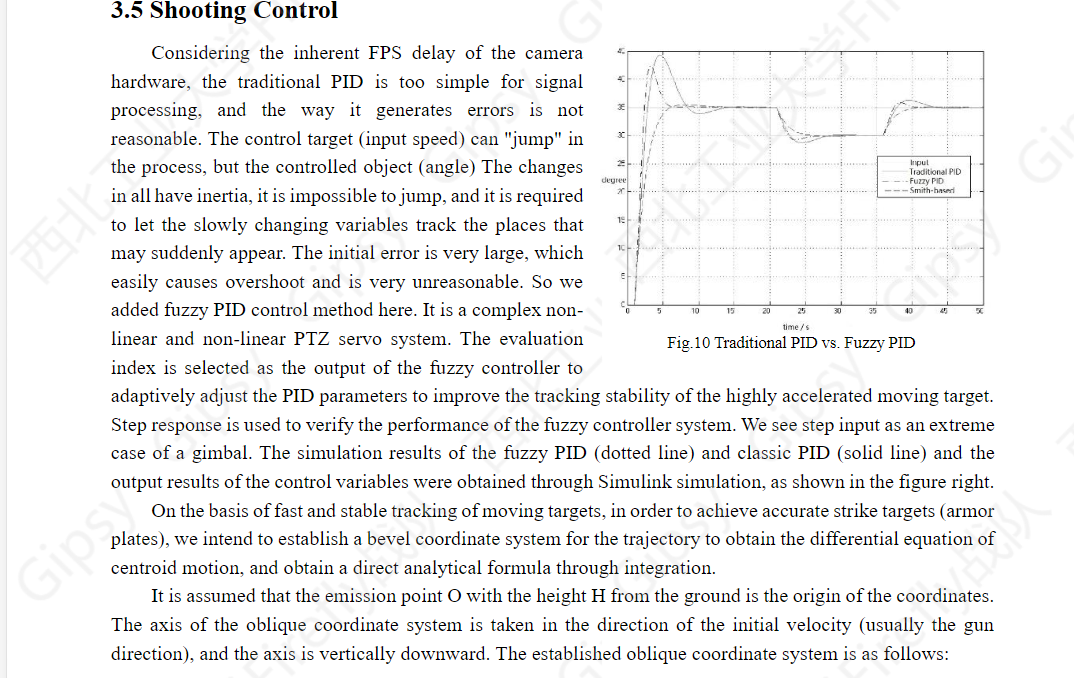 3.5 Shooting Control
Considering the inherent FPS delay of the camera
hardware, the traditional PID is too simple for signal
processing, and the way it generates errors is not
reasonable. The control target (input speed) can "jump" in
the process, but the controlled object (angle) The changes
in all have inertia, it is impossible to jump, and it is required
to let the slowly changing variables track the places that
may suddenly appear. The initial error is very large, which
easily causes overshoot and is very unreasonable. So we
added fuzzy PID control method here. It is a complex non-
linear and non-linear PTZ servo system. The evaluation
index is selected as the output of the fuzzy controller to
degree
Input
Traditional PID
Fuzzy PID
Smith-based
0 5 10 15 20 25 30 35 40 45 50
time / s
Fig.10 Traditional PID vs. Fuzzy PID
adaptively adjust the PID parameters to improve the tracking stability of the highly accelerated moving target.
Step response is used to verify the performance of the fuzzy controller system. We see step input as an extreme
case of a gimbal. The simulation results of the fuzzy PID (dotted line) and classic PID (solid line) and the
output results of the control variables were obtained through Simulink simulation, as shown in the figure right.
On the basis of fast and stable tracking of moving targets, in order to achieve accurate strike targets (armor
plates), we intend to establish a bevel coordinate system for the trajectory to obtain the differential equation of
centroid motion, and obtain a direct analytical formula through integration.
It is assumed that the emission point O with the height H from the ground is the origin of the coordinates.
The axis of the oblique coordinate system is taken in the direction of the initial velocity (usually the gun
direction), and the axis is vertically downward. The established oblique coordinate system is as follows: